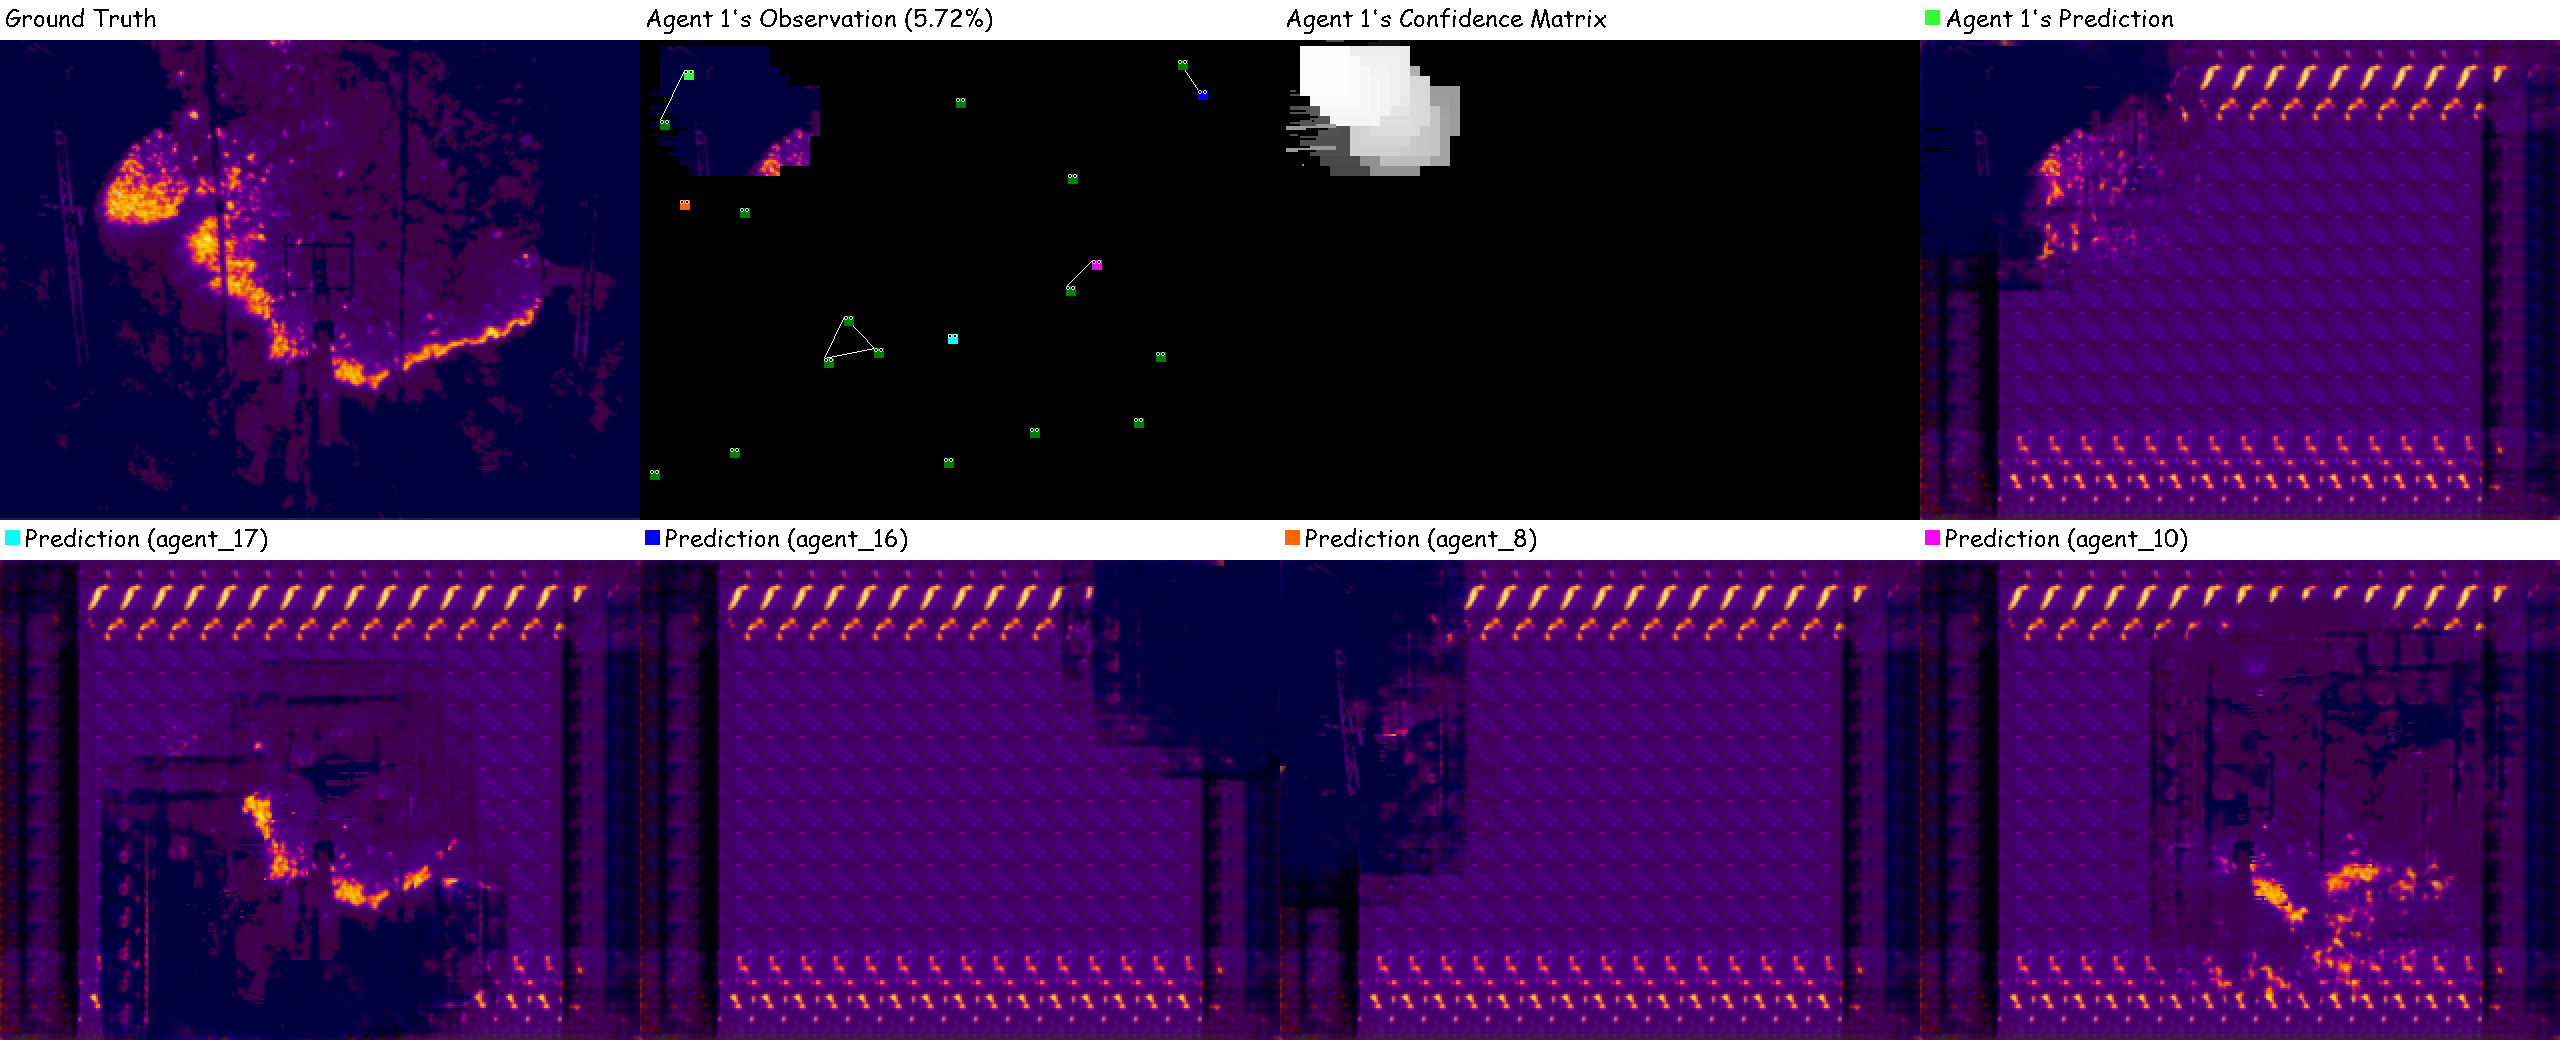 Ground Truth
Agent 1's Observation (5.72%)
Agent 1's Confidence Matrix
Agent 1's Prediction
Prediction (agent_17)
Prediction (agent_16)
Prediction (agent_8)
Prediction (agent_10)